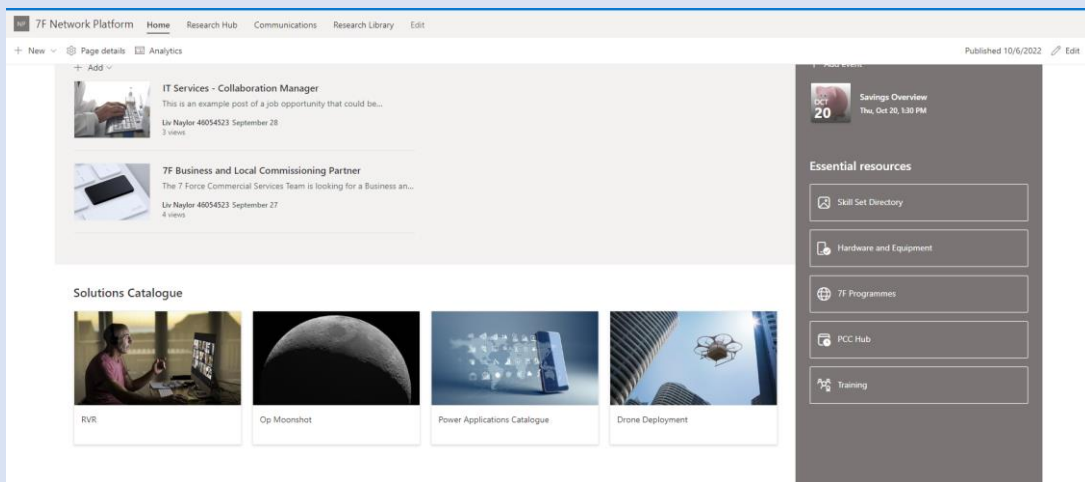 NP 7F Network Platform Home Research Hub Communications Research Library Edit
+ New Page details Analytics Published 10/6/2022 Edit
+ Add
IT Services - Collaboration Manager
This is an example post of a job opportunity that could be...
Liv Naylor 46054523 September 28
3 views
7F Business and Local Commissioning Partner
The 7 Force Commercial Services Team is looking for a Business an...
Liv Naylor 46054523 September 27
4 views
Solutions Catalogue
RVR
Op Moonshot
Power Applications Catalogue
Drone Deployment
+ Add event
OCT
20
Savings Overview
Thu, Oct 20, 1:30 PM
Essential resources
Skill Set Directory
Hardware and Equipment
7F Programmes
PCC Hub
Training